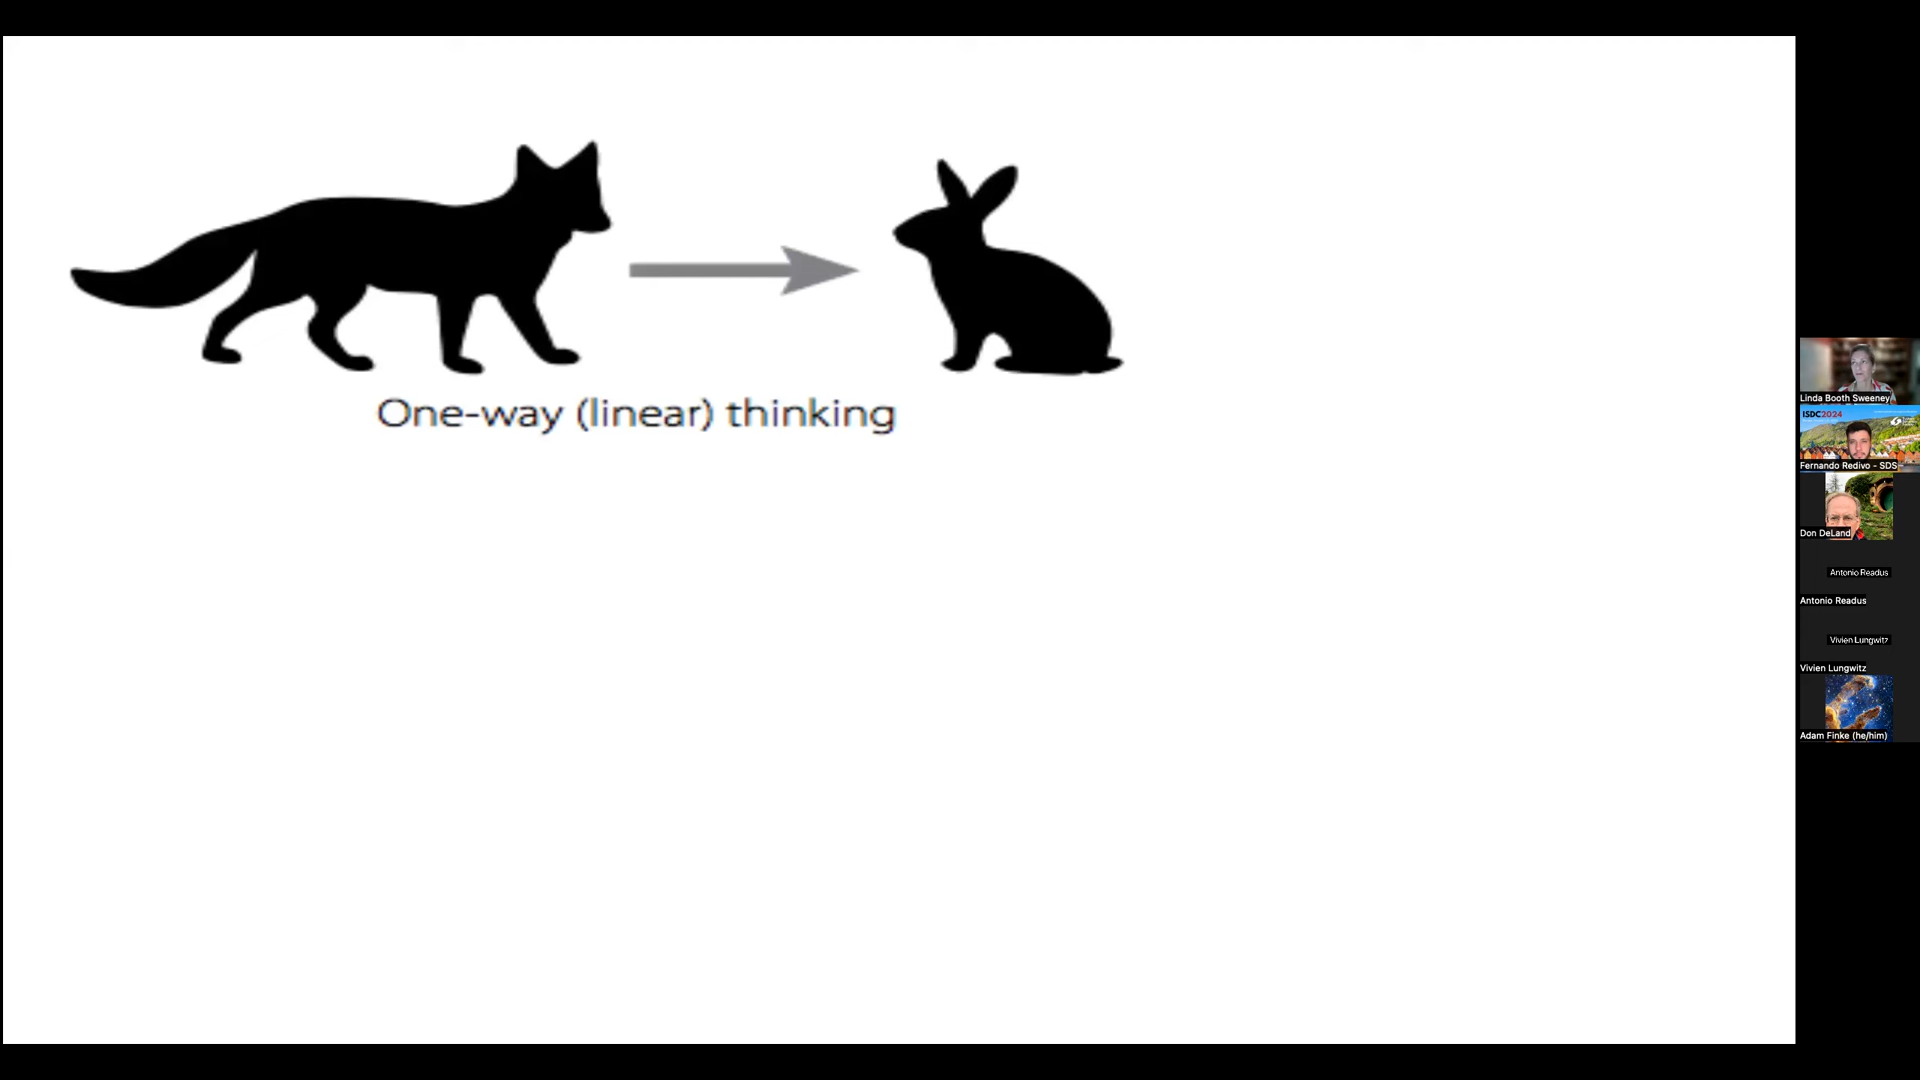 One-way (linear) thinking
Linda Booth Sweeney
ISDC2024
Fernando Redivo - SDS
Don DeLand
Antonio Readus
Antonio Readus
Vivien Lungwitz
Vivien Lungwitz
Adam Finke (he/him)